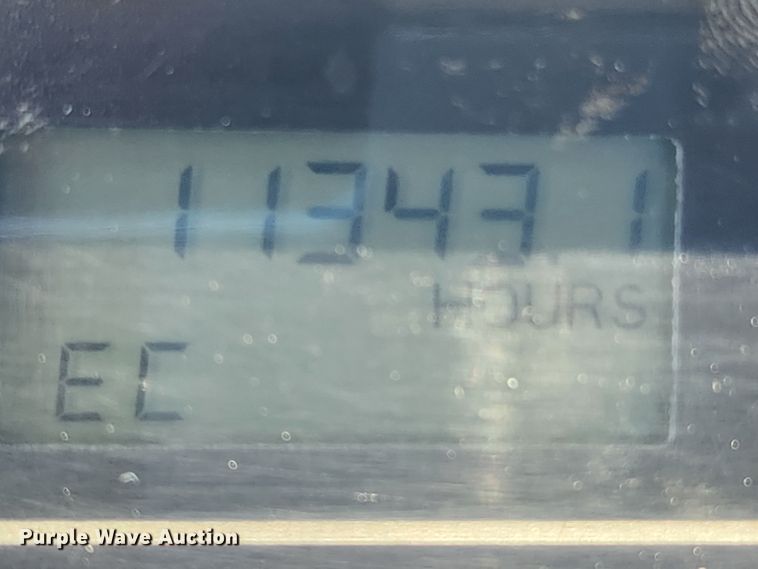 11343.1
HOURS
EC
Purple Wave Auction